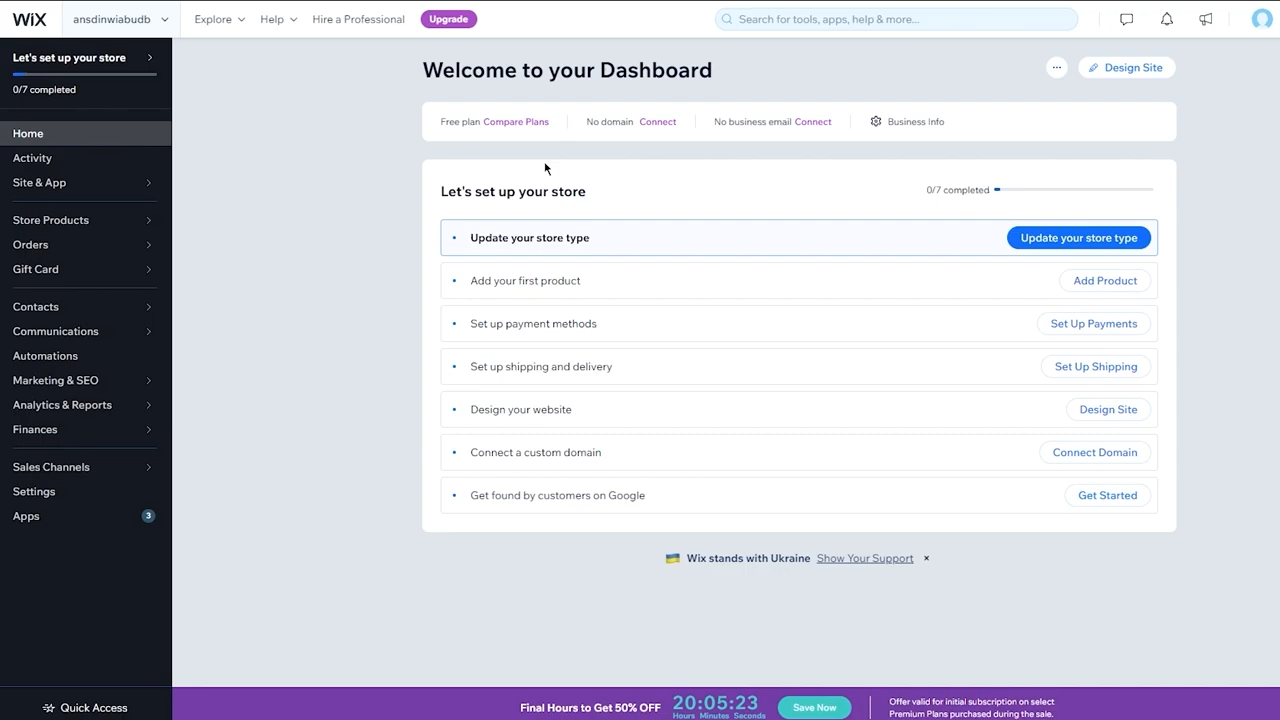 WiX ansdinwiabudb Explore Help Hire a Professional Upgrade Search for tools, apps, help & more...
Let's set up your store
0/7 completed
Home
Activity
Site & App
Store Products
Orders
Gift Card
Contacts
Communications
Automations
Marketing & SEO
Analytics & Reports
Finances
Sales Channels
Settings
Apps 3
Quick Access
Welcome to your Dashboard
... Design Site
Free plan Compare Plans No domain Connect No business email Connect Business Info
Let's set up your store 0/7 completed
Update your store type Update your store type
Add your first product Add Product
Set up payment methods Set Up Payments
Set up shipping and delivery Set Up Shipping
Design your website Design Site
Connect a custom domain Connect Domain
Get found by customers on Google Get Started
Wix stands with Ukraine Show Your Support ×
Final Hours to Get 50% OFF 20:05:23 Save Now
Hours Minutes Seconds
Offer valid for initial subscription on select
Premium Plans purchased during the sale.